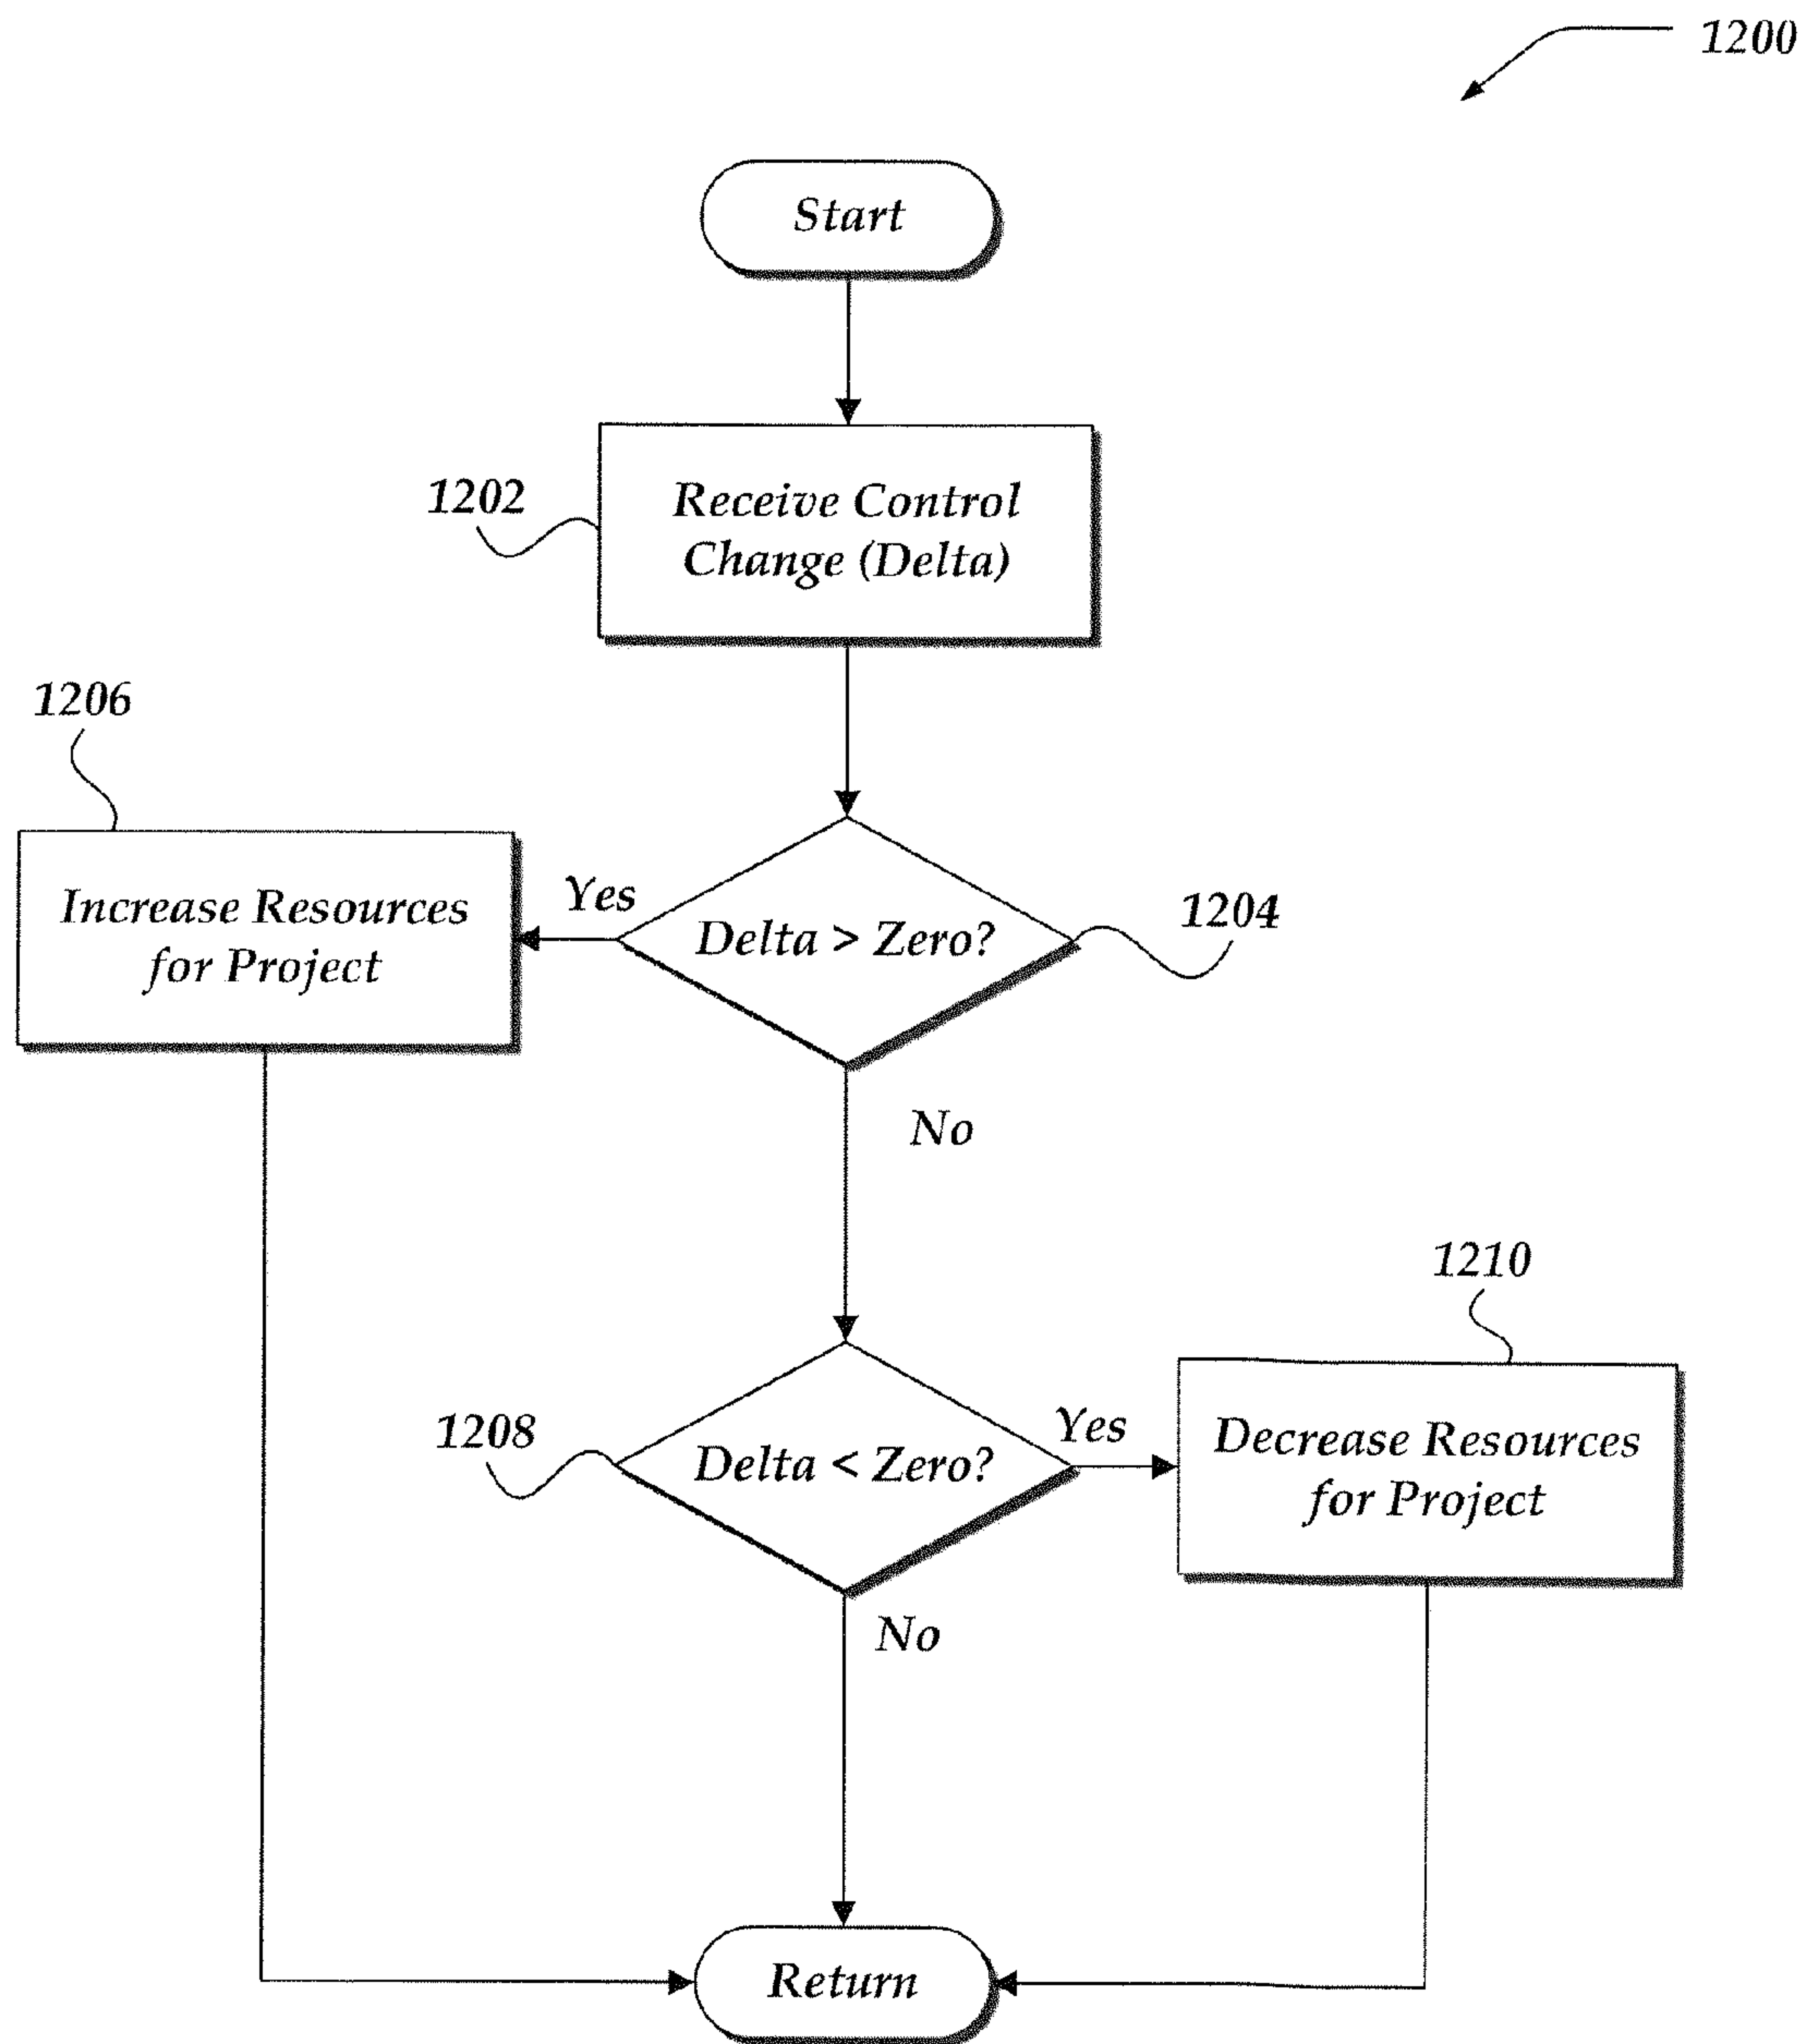 1200
Start
1202
Receive Control
Change (Delta)
1206
Increase Resources
for Project
Yes
Delta > Zero?
1204
No
1210
1208
Delta < Zero?
Yes
Decrease Resources
for Project
No
Return